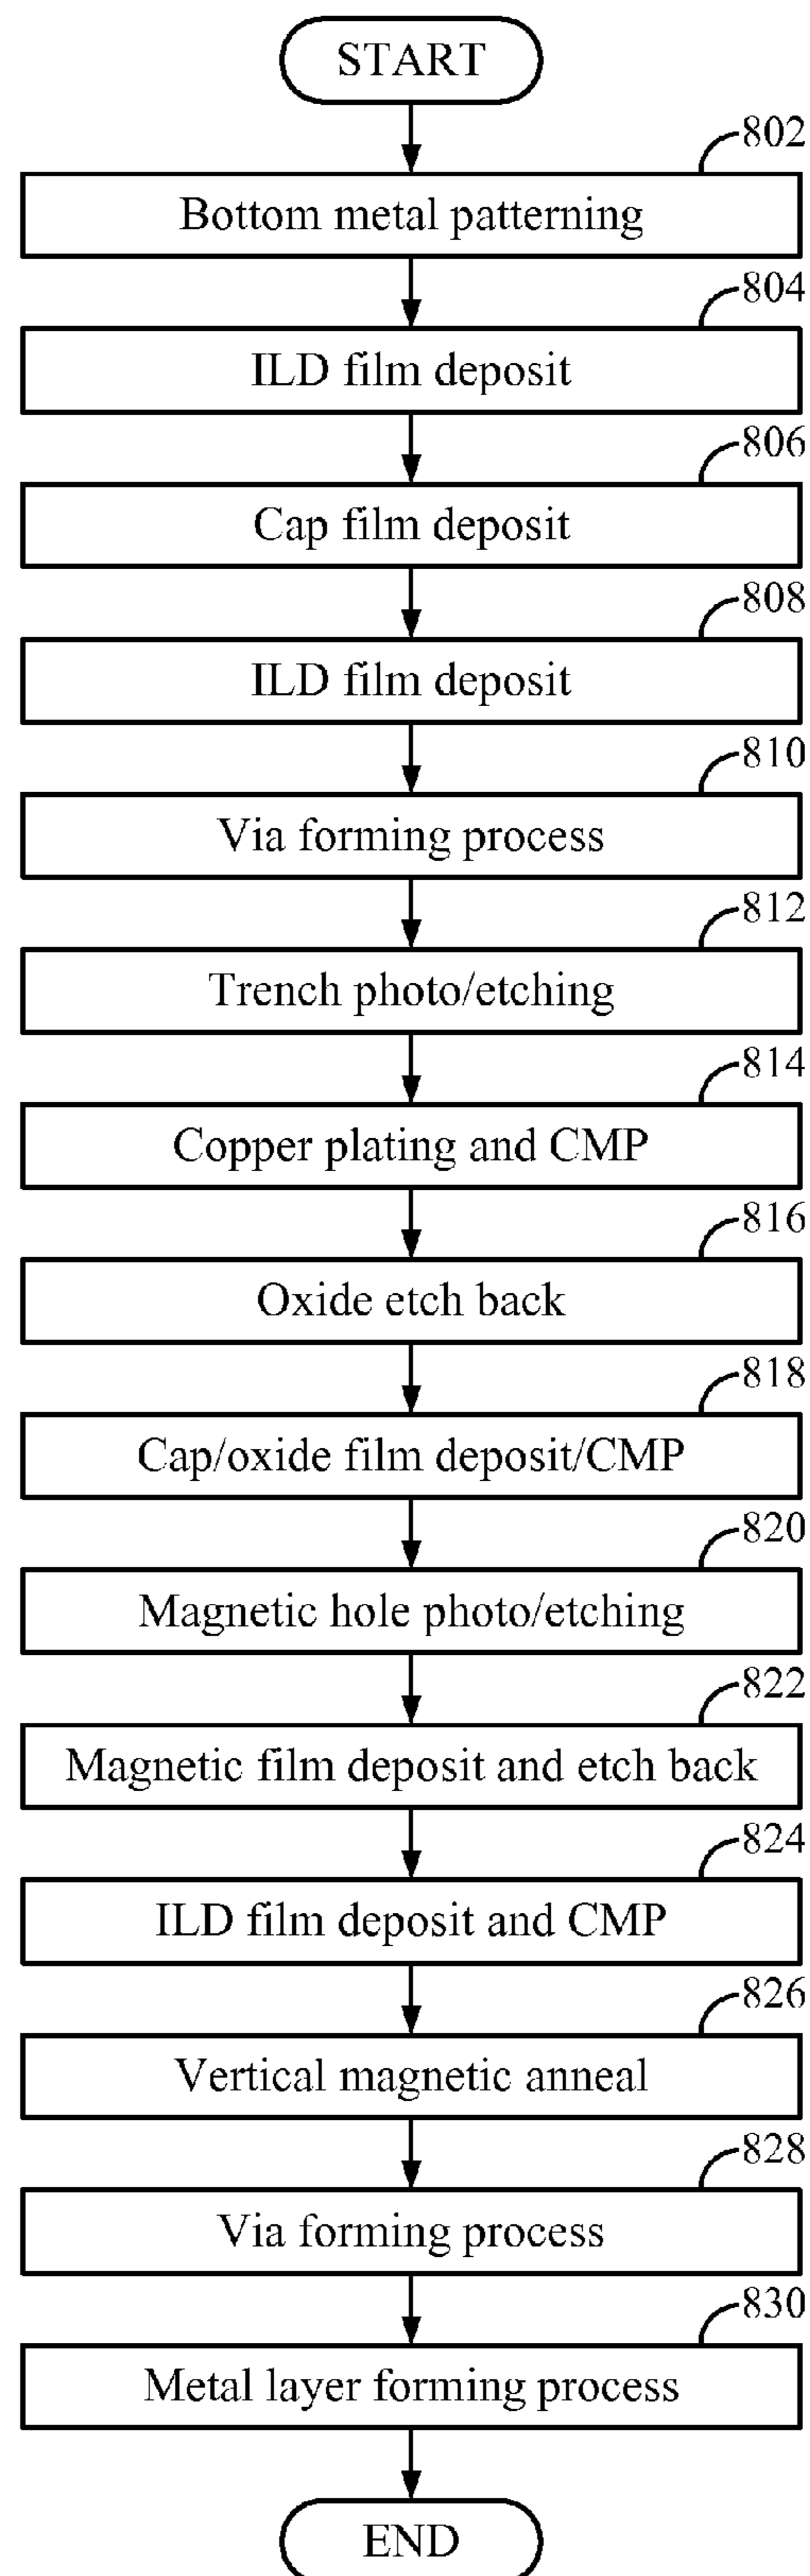 START
802
Bottom metal patterning
804
ILD film deposit
806
Cap film deposit
808
ILD film deposit
810
Via forming process
812
Trench photo/etching
814
Copper plating and CMP
816
Oxide etch back
818
Cap/oxide film deposit/CMP
820
Magnetic hole photo/etching
822
Magnetic film deposit and etch back
824
ILD film deposit and CMP
826
Vertical magnetic anneal
828
Via forming process
830
Metal layer forming process
END